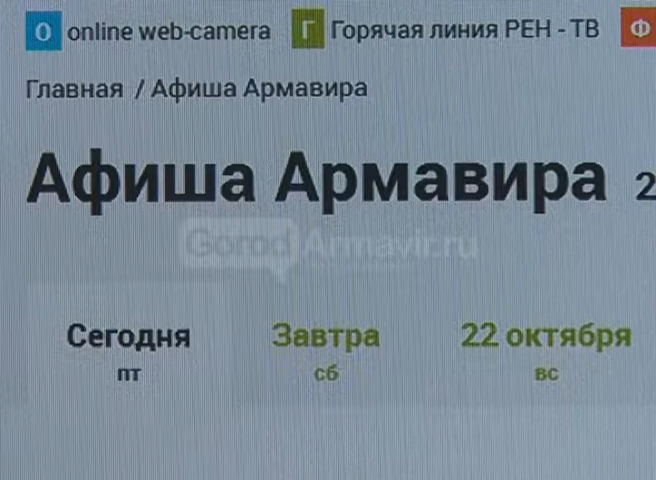 O online web-camera Г Горячая линия РЕН - ТВ Ф
Главная / Афиша Армавира
Афиша Армавира 2
GorodArmavir.ru
Сегодня Завтра 22 октября
пт сб вс